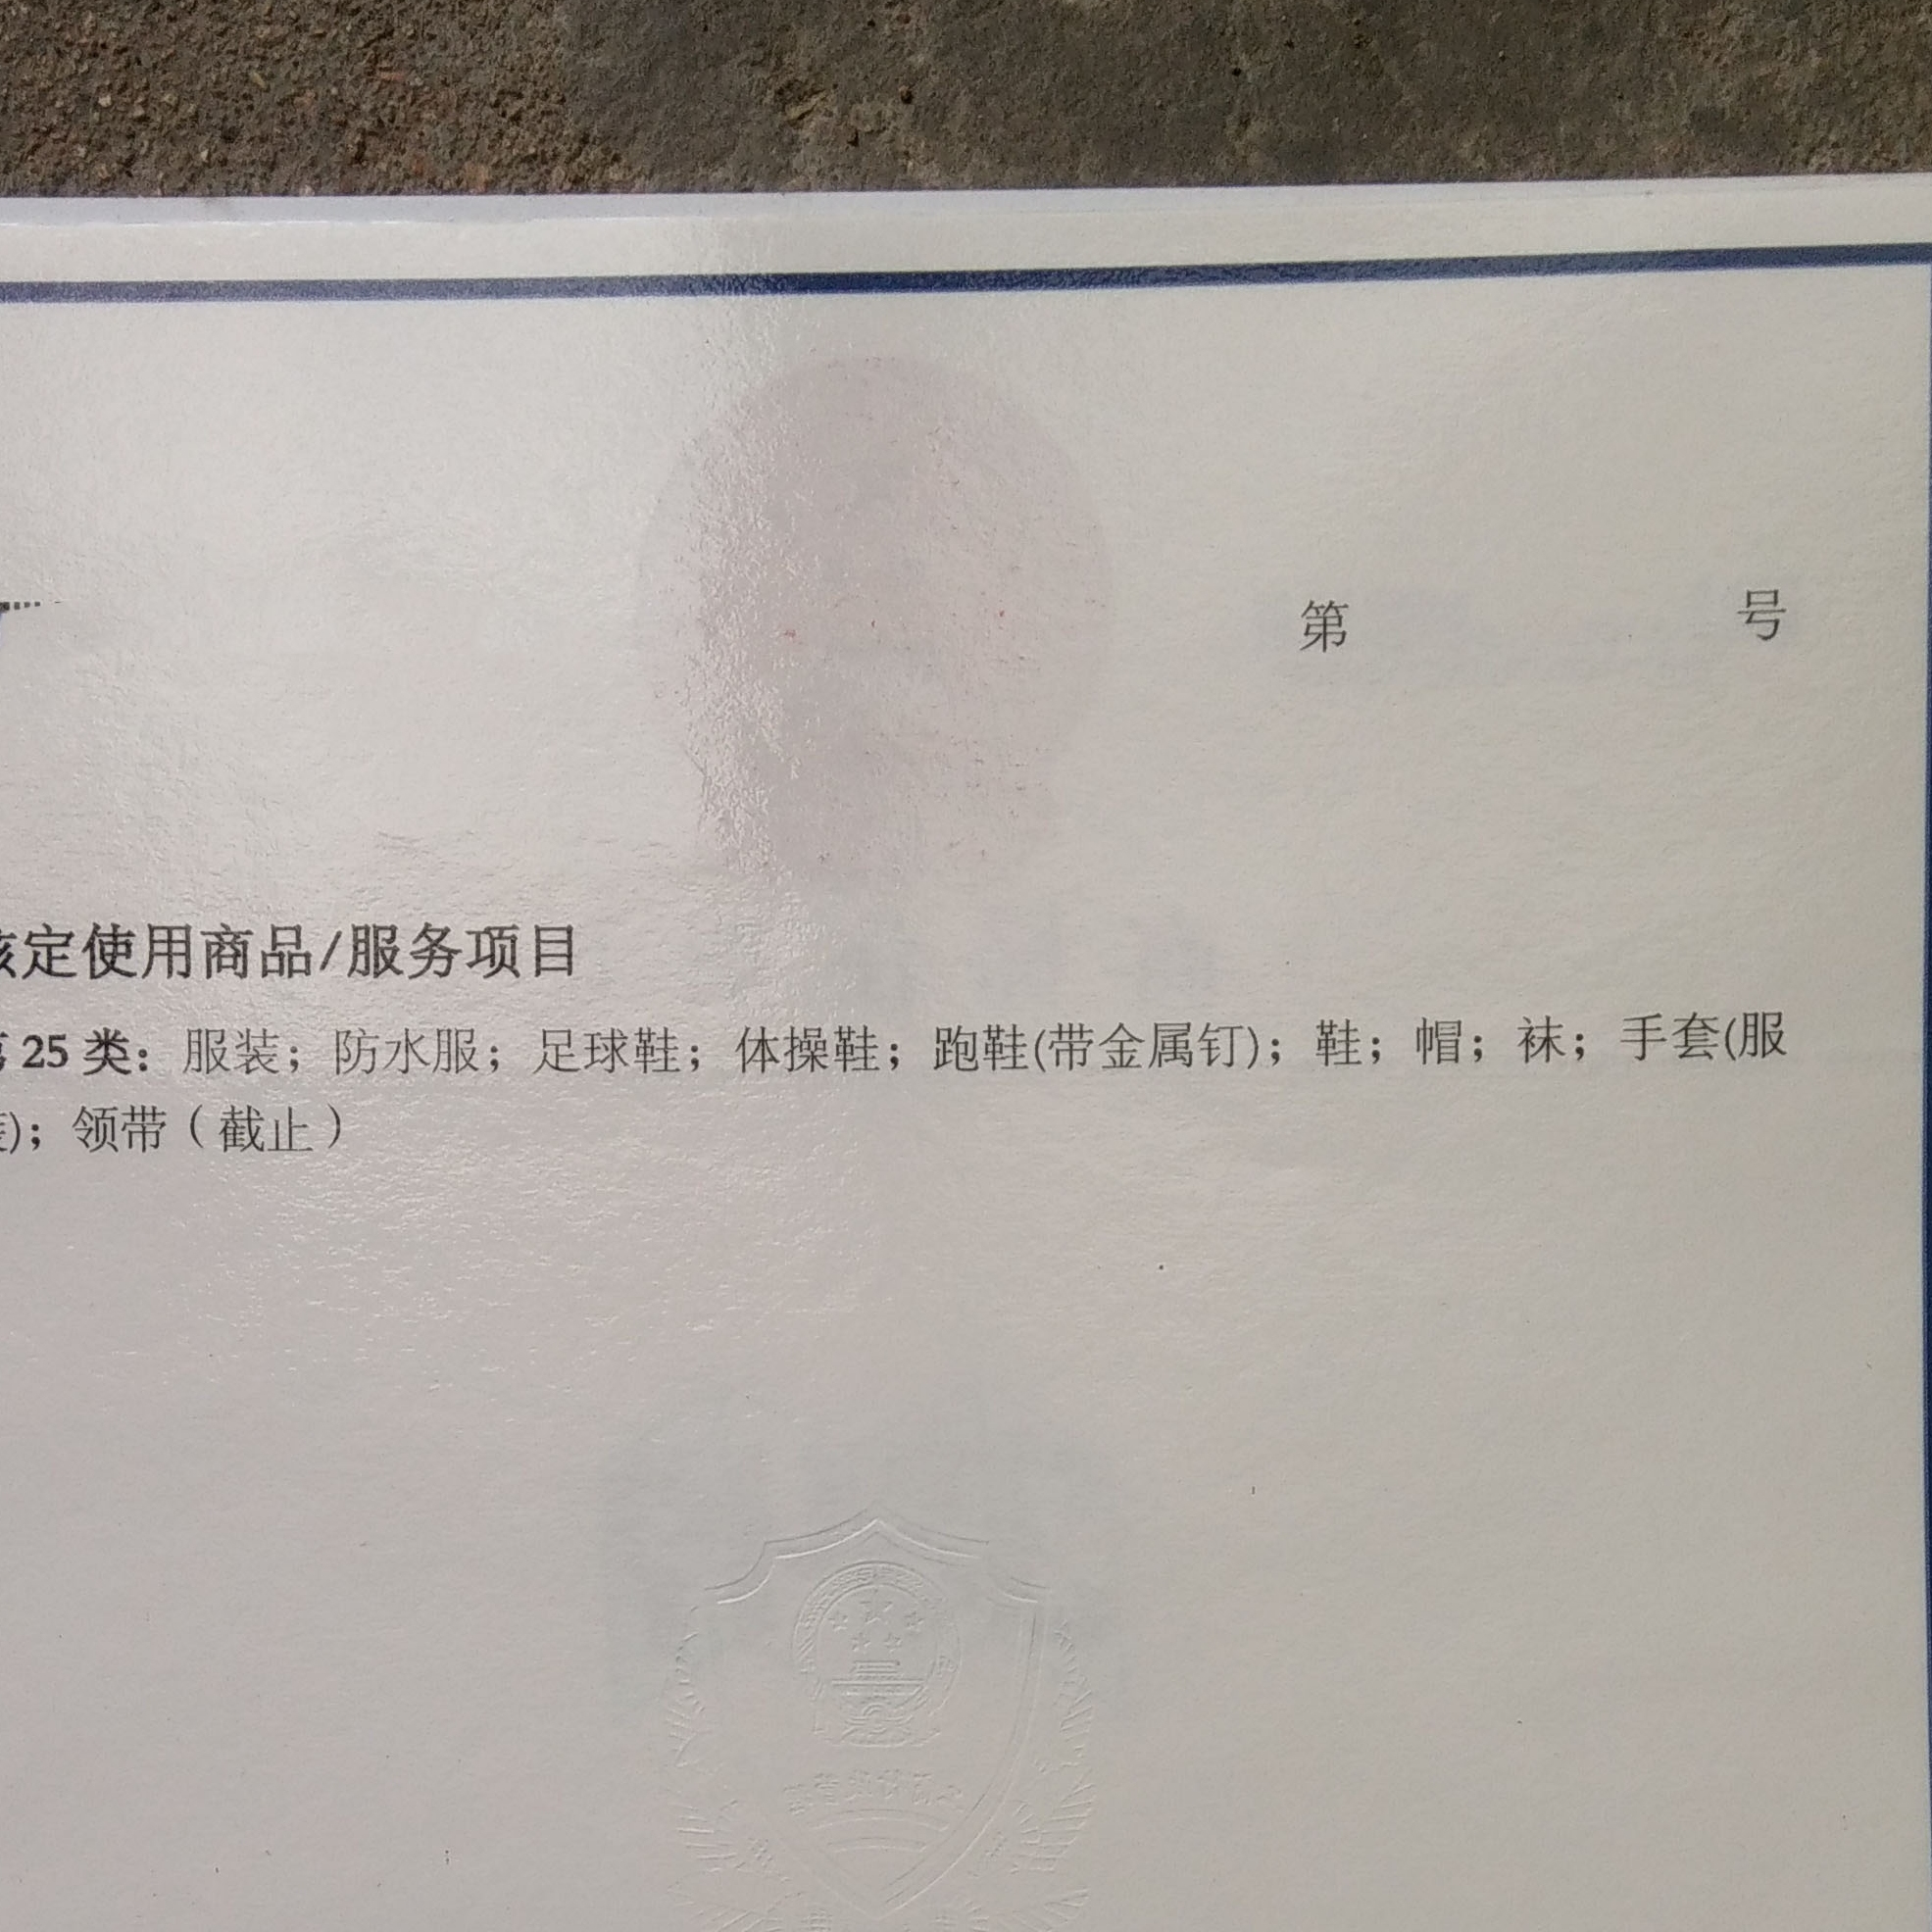 第 号
核定使用商品/服务项目
第 25 类：服装；防水服；足球鞋；体操鞋；跑鞋(带金属钉)；鞋；帽；袜；手套(服
装)；领带（截止）